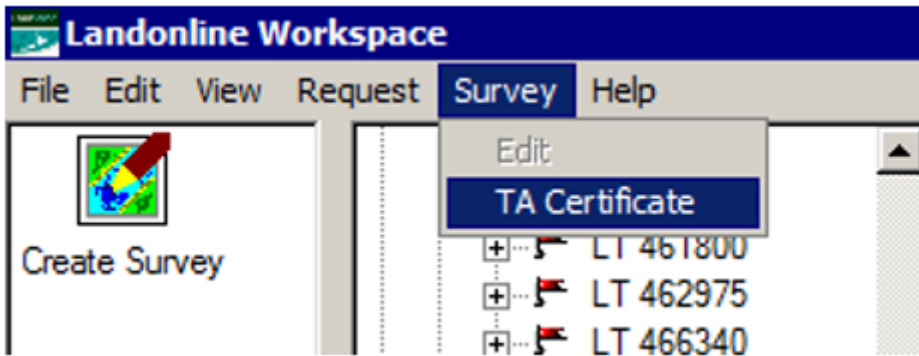 Landonline Workspace
File Edit View Request Survey Help
Edit
TA Certificate
Create Survey
LT 461800
LT 462975
LT 466340